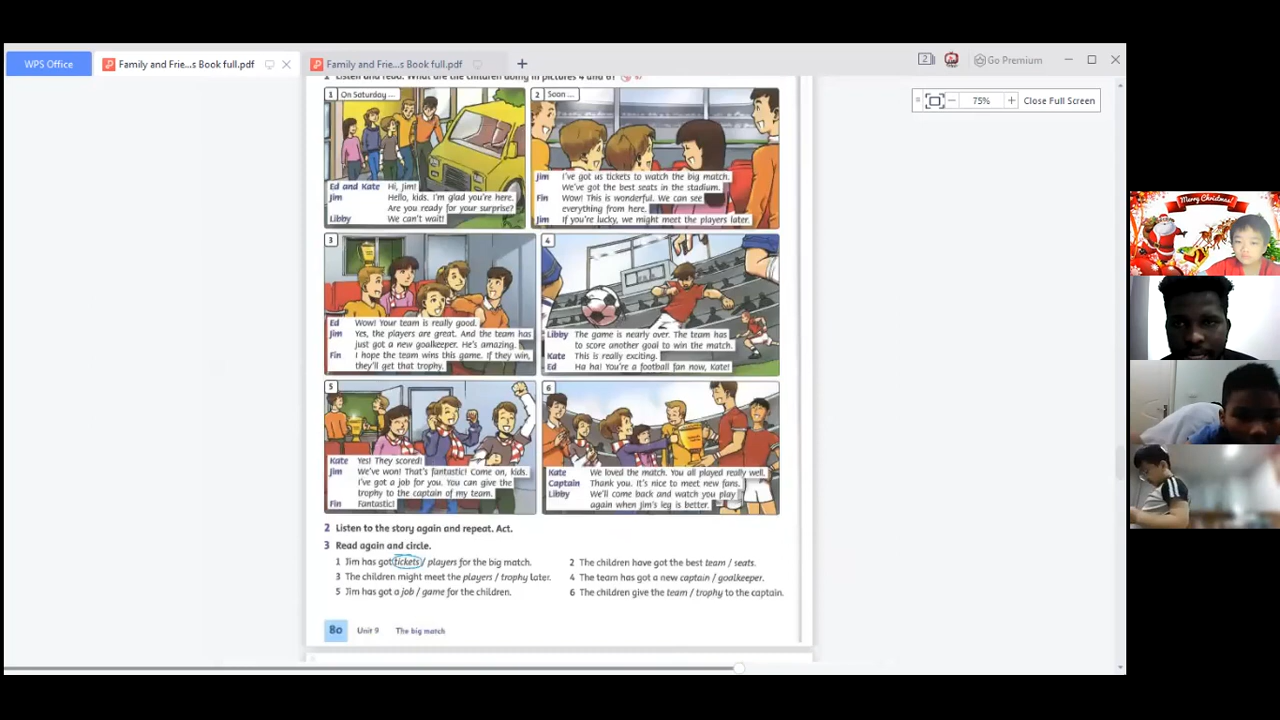 WPS Office
Family and Frie...s Book full.pdf
Family and Frie...s Book full.pdf
2
Go Premium
75%
Close Full Screen
Listen and read. What are the children doing in pictures 4 and 6?
1 On Saturday ...
Ed and Kate Hi, Jim!
Jim Hello, kids. I'm glad you're here.
Are you ready for your surprise?
Libby We can't wait!
2 Soon ...
Jim I've got us tickets to watch the big match.
We've got the best seats in the stadium.
Fin Wow! This is wonderful. We can see
everything from here.
Jim If you're lucky, we might meet the players later.
3
Ed Wow! Your team is really good.
Jim Yes, the players are great. And the team has
just got a new goalkeeper. He's amazing.
Fin I hope the team wins this game. If they win,
they'll get that trophy.
4
Libby The game is nearly over. The team has
to score another goal to win the match.
Kate This is really exciting.
Ed Ha ha! You're a football fan now, Kate!
5
Kate Yes! They scored!
Jim We've won! That's fantastic! Come on, kids.
I've got a job for you. You can give the
trophy to the captain of my team.
Fin Fantastic!
6
Kate We loved the match. You all played really well.
Captain Thank you. It's nice to meet new fans.
Libby We'll come back and watch you play
again when Jim's leg is better.
2 Listen to the story again and repeat. Act.
3 Read again and circle.
1 Jim has got tickets / players for the big match.
2 The children have got the best team / seats.
3 The children might meet the players / trophy later.
4 The team has got a new captain / goalkeeper.
5 Jim has got a job / game for the children.
6 The children give the team / trophy to the captain.
80 Unit 9 The big match
Merry Christmas!